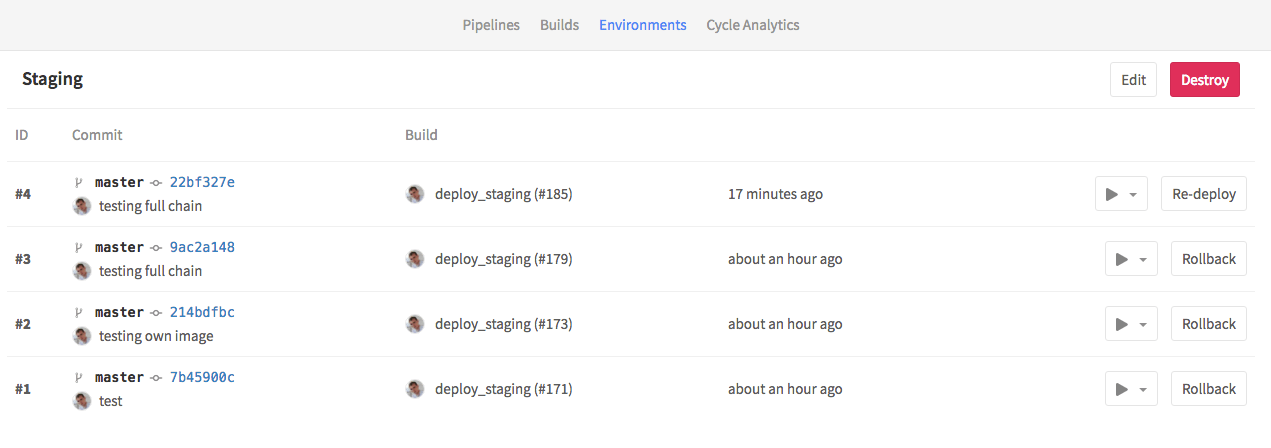 Pipelines Builds Environments Cycle Analytics
Staging Edit Destroy
ID Commit Build
#4 master 22bf327e deploy_staging (#185) 17 minutes ago Re-deploy
testing full chain
#3 master 9ac2a148 deploy_staging (#179) about an hour ago Rollback
testing full chain
#2 master 214bdfbc deploy_staging (#173) about an hour ago Rollback
testing own image
#1 master 7b45900c deploy_staging (#171) about an hour ago Rollback
test